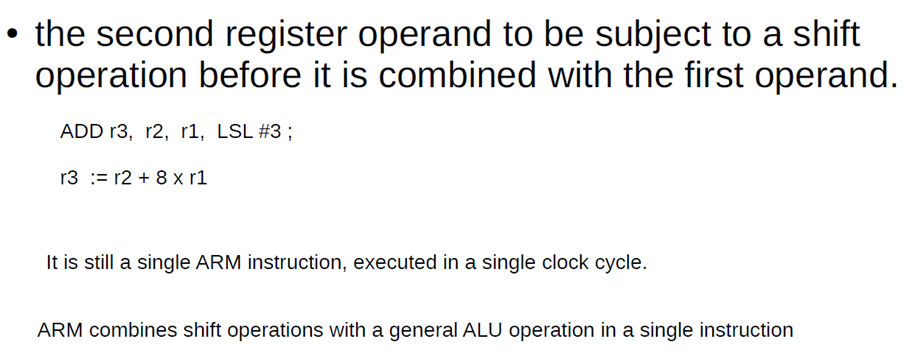 • the second register operand to be subject to a shift
operation before it is combined with the first operand.
ADD r3, r2, r1, LSL #3 ;
r3 := r2 + 8 x r1
It is still a single ARM instruction, executed in a single clock cycle.
ARM combines shift operations with a general ALU operation in a single instruction